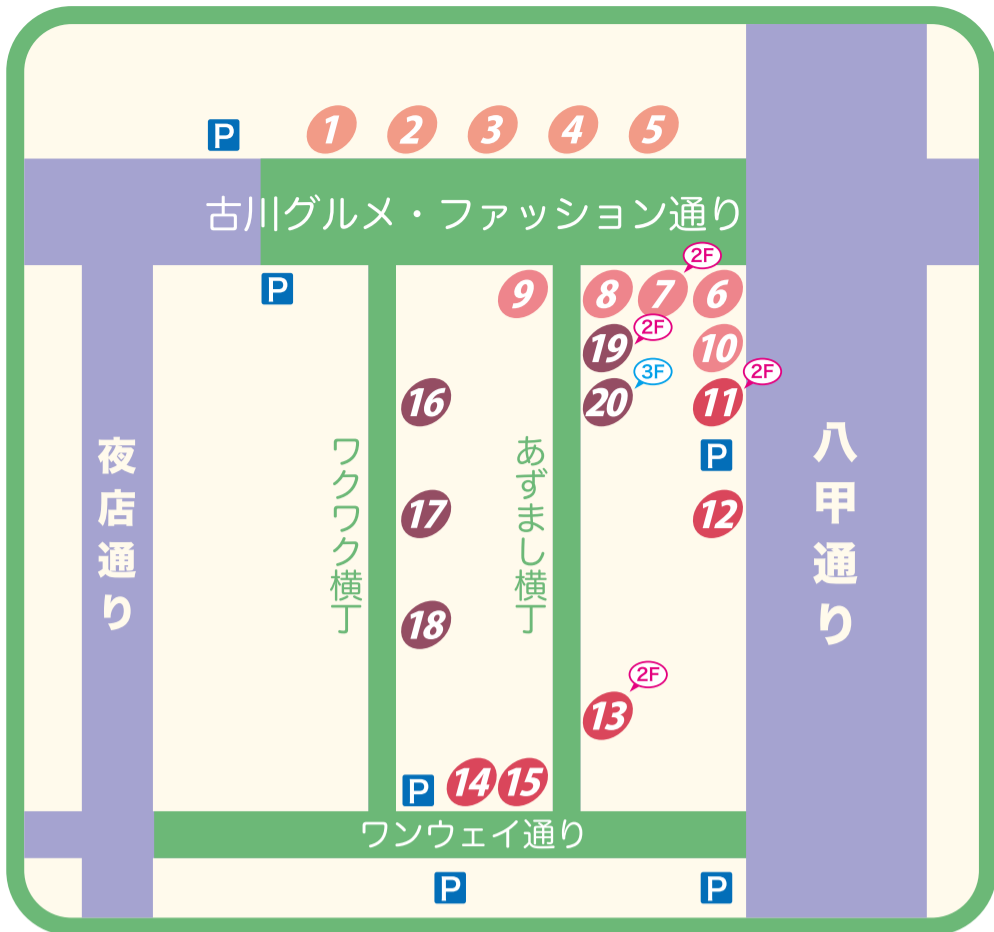 P
1 2 3 4 5
古川グルメ・ファッション通り
2F
P
9 8 7 6
2F
19 10
3F
2F
16 20 11
夜店通り
ワクワク横丁
あずまし横丁
P
八甲通り
17 12
18
2F
13
P 14 15
ワンウェイ通り
P P